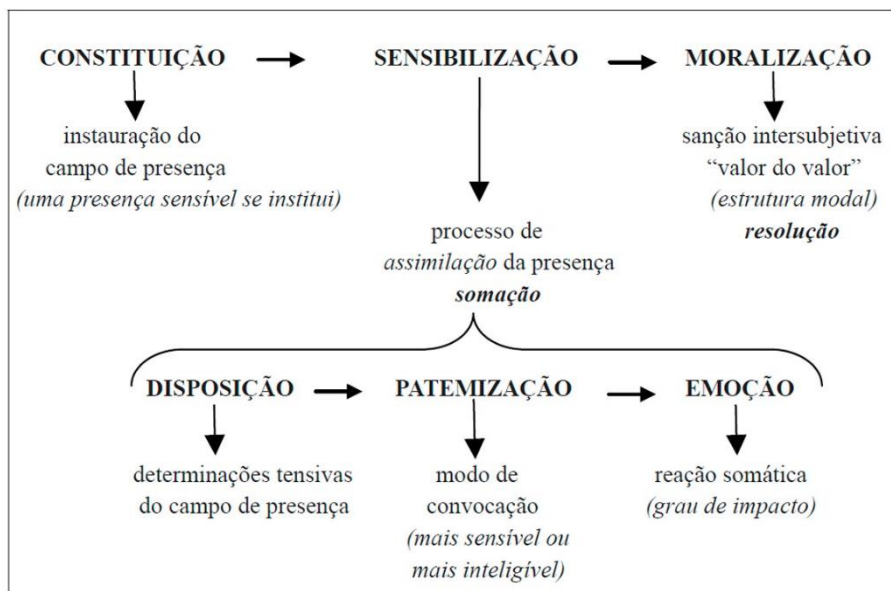 CONSTITUIÇÃO
SENSIBILIZAÇÃO
MORALIZAÇÃO
instauração do
campo de presença
(uma presença sensível se institui)
sanção intersubjetiva
“valor do valor”
(estrutura modal)
resolução
processo de
assimilação da presença
somação
DISPOSIÇÃO
PATEMIZAÇÃO
EMOÇÃO
determinações tensivas
do campo de presença
modo de
convocação
(mais sensível ou
mais inteligível)
reação somática
(grau de impacto)